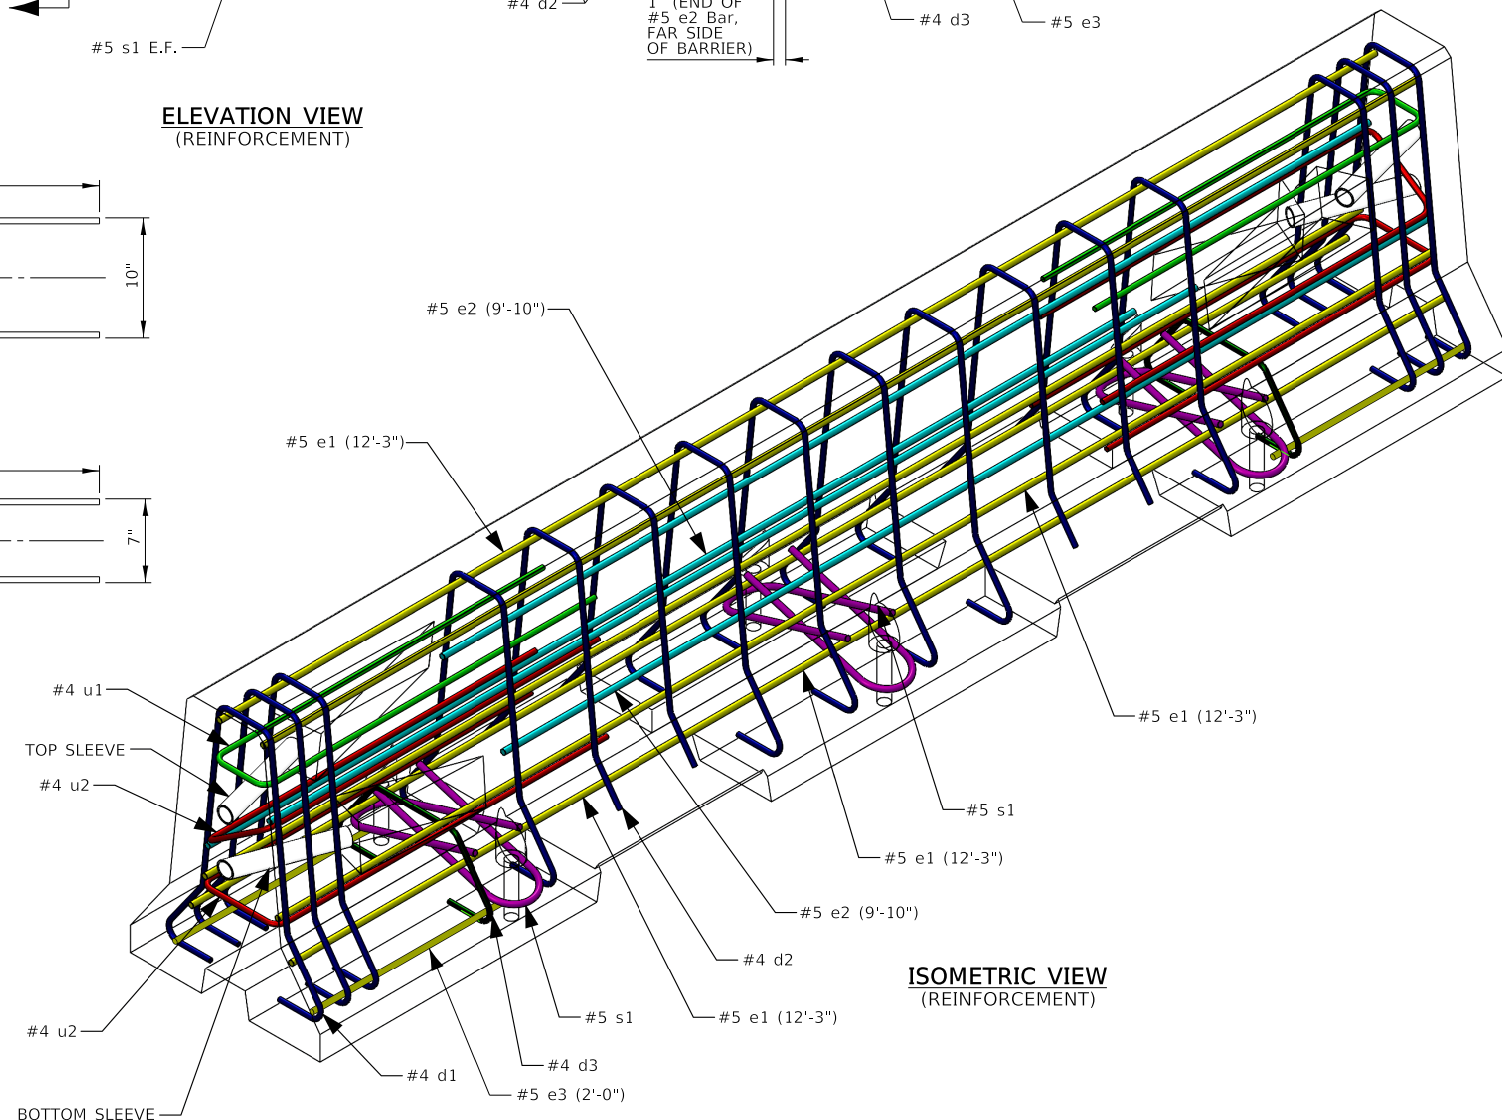 #4 d2
1" (END OF
#5 e2 Bar,
FAR SIDE
OF BARRIER)
#4 d3
#5 e3
#5 s1 E.F.
ELEVATION VIEW
(REINFORCEMENT)
10"
#5 e2 (9'-10")
#5 e1 (12'-3")
7"
#4 u1
TOP SLEEVE
#4 u2
#5 e1 (12'-3")
#5 s1
#5 e1 (12'-3")
#5 e2 (9'-10")
#4 d2
ISOMETRIC VIEW
(REINFORCEMENT)
#5 s1
#5 e1 (12'-3")
#4 u2
#4 d3
#4 d1
#5 e3 (2'-0")
BOTTOM SLEEVE